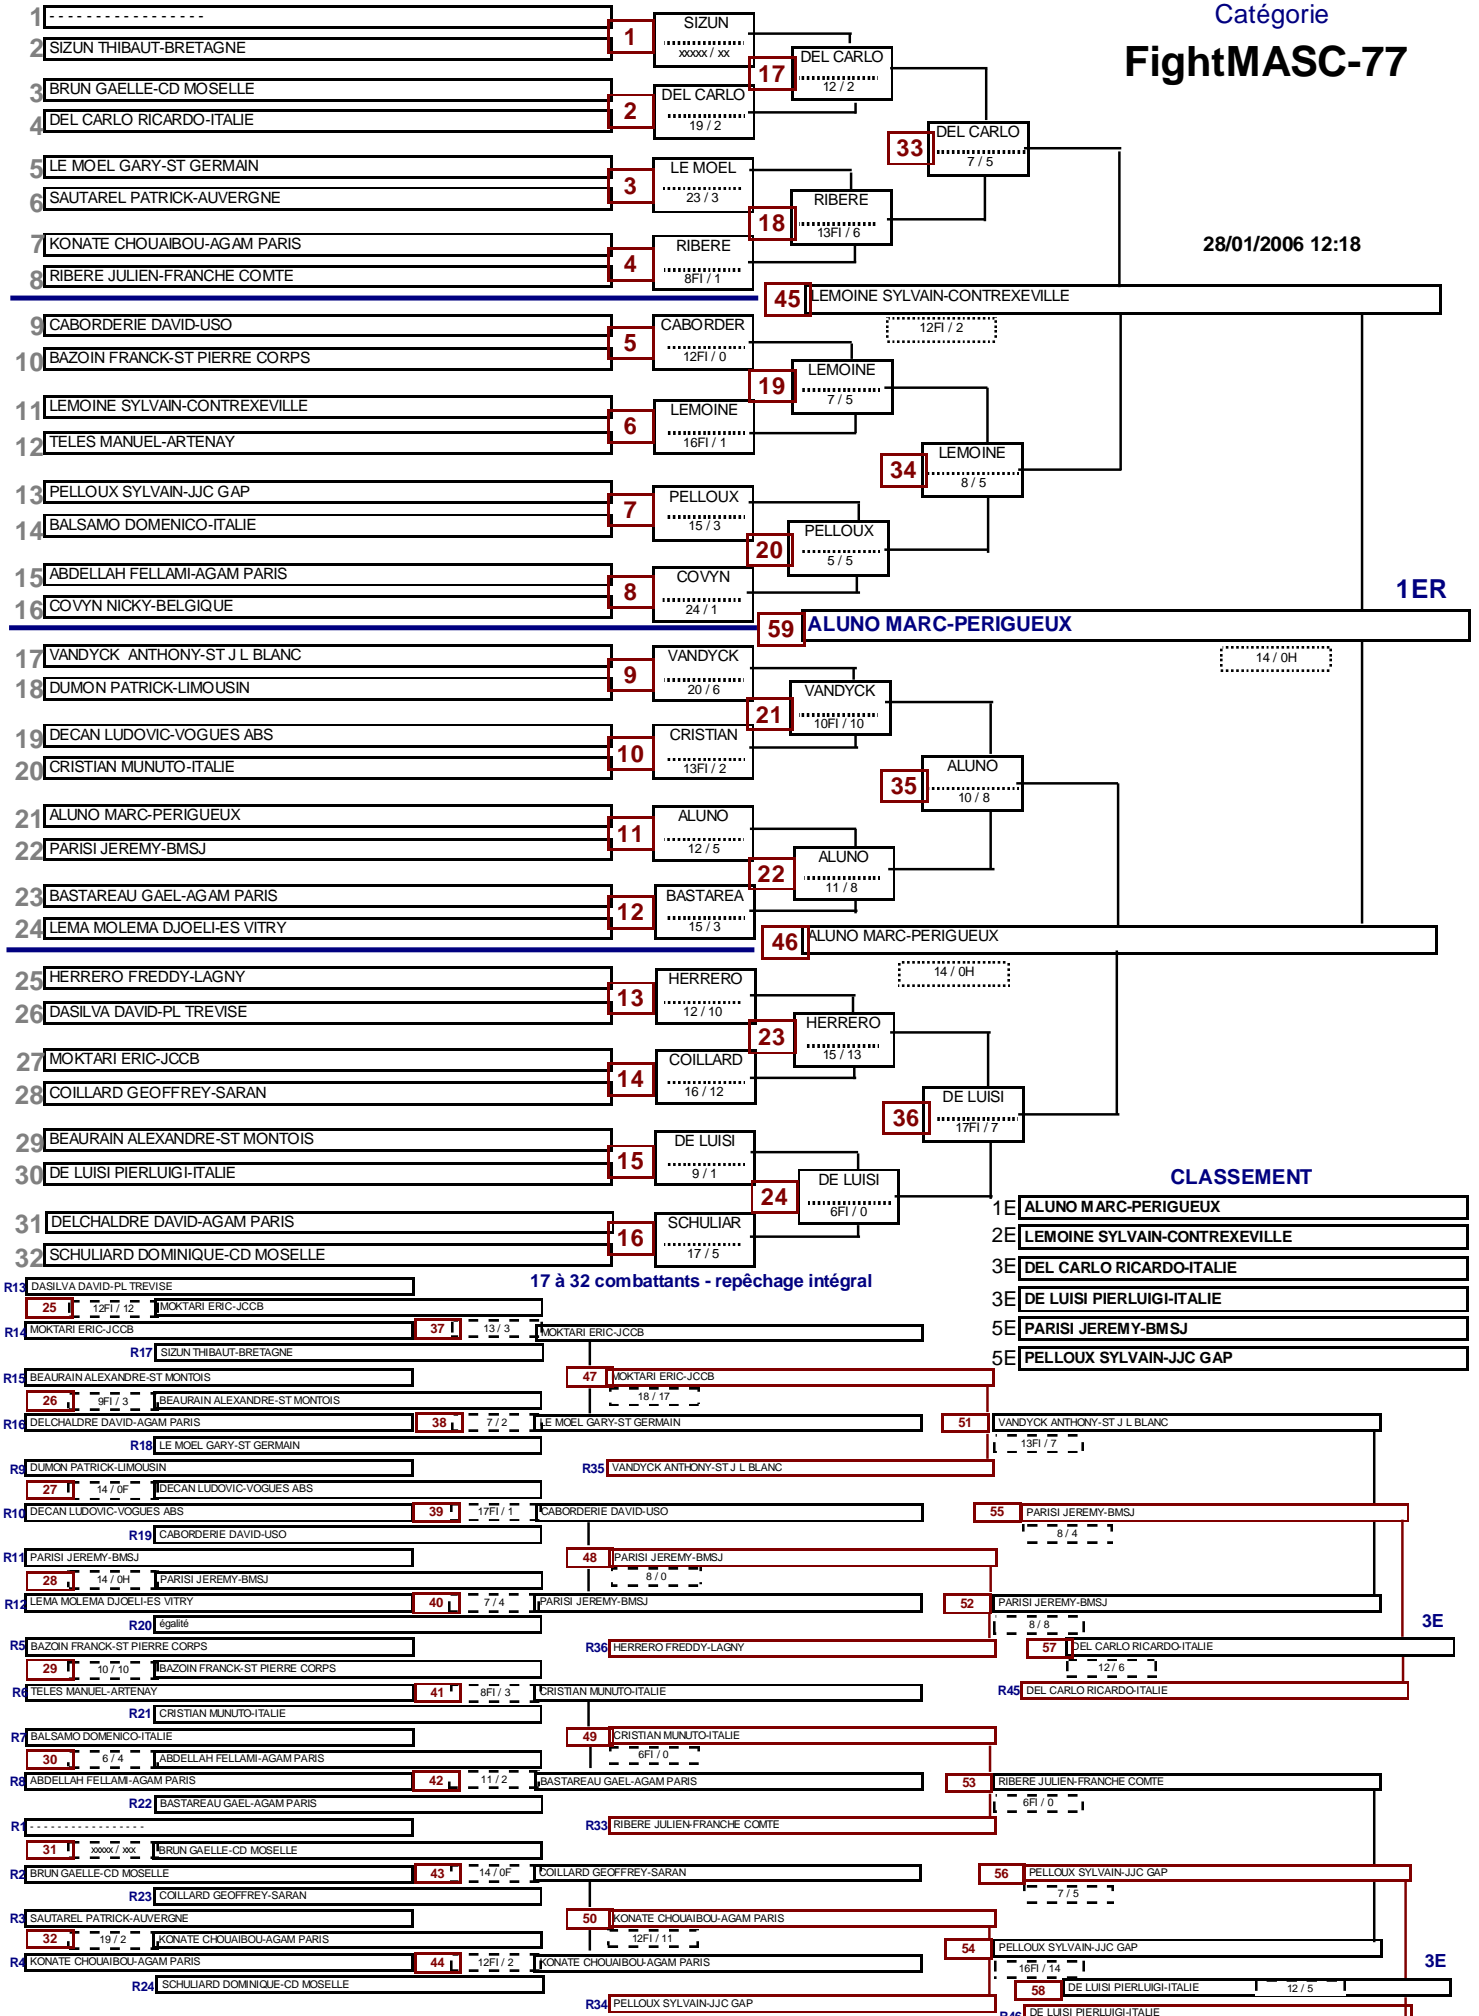 Catégorie
FightMASC-77
28/01/2006 12:18
1 - - - - - - - - - - - - - - - -
2 SIZUN THIBAUT-BRETAGNE
1 SIZUN
xxxxx / xx
3 BRUN GAELLE-CD MOSELLE
4 DEL CARLO RICARDO-ITALIE
2 DEL CARLO
19 / 2
17 DEL CARLO
12 / 2
5 LE MOEL GARY-ST GERMAIN
6 SAUTAREL PATRICK-AUVERGNE
3 LE MOEL
23 / 3
7 KONATE CHOUAIBOU-AGAM PARIS
8 RIBERE JULIEN-FRANCHE COMTE
4 RIBERE
8FI / 1
18 RIBERE
13FI / 6
33 DEL CARLO
7 / 5
45 LEMOINE SYLVAIN-CONTREXEVILLE
12FI / 2
9 CABORDERIE DAVID-USO
10 BAZOIN FRANCK-ST PIERRE CORPS
5 CABORDER
12FI / 0
11 LEMOINE SYLVAIN-CONTREXEVILLE
12 TELES MANUEL-ARTENAY
6 LEMOINE
16FI / 1
19 LEMOINE
7 / 5
13 PELLOUX SYLVAIN-JJC GAP
14 BALSAMO DOMENICO-ITALIE
7 PELLOUX
15 / 3
15 ABDELLAH FELLAMI-AGAM PARIS
16 COVYN NICKY-BELGIQUE
8 COVYN
24 / 1
20 PELLOUX
5 / 5
34 LEMOINE
8 / 5
1ER
59 ALUNO MARC-PERIGUEUX
14 / 0H
17 VANDYCK  ANTHONY-ST J L BLANC
18 DUMON PATRICK-LIMOUSIN
9 VANDYCK
20 / 6
19 DECAN LUDOVIC-VOGUES ABS
20 CRISTIAN MUNUTO-ITALIE
10 CRISTIAN
13FI / 2
21 VANDYCK
10FI / 10
21 ALUNO MARC-PERIGUEUX
22 PARISI JEREMY-BMSJ
11 ALUNO
12 / 5
23 BASTAREAU GAEL-AGAM PARIS
24 LEMA MOLEMA DJOELI-ES VITRY
12 BASTAREA
15 / 3
22 ALUNO
11 / 8
35 ALUNO
10 / 8
46 ALUNO MARC-PERIGUEUX
14 / 0H
25 HERRERO FREDDY-LAGNY
26 DASILVA DAVID-PL TREVISE
13 HERRERO
12 / 10
27 MOKTARI ERIC-JCCB
28 COILLARD GEOFFREY-SARAN
14 COILLARD
16 / 12
23 HERRERO
15 / 13
29 BEAURAIN ALEXANDRE-ST MONTOIS
30 DE LUISI PIERLUIGI-ITALIE
15 DE LUISI
9 / 1
31 DELCHALDRE DAVID-AGAM PARIS
32 SCHULIARD DOMINIQUE-CD MOSELLE
16 SCHULIAR
17 / 5
24 DE LUISI
6FI / 0
36 DE LUISI
17FI / 7
CLASSEMENT
1E ALUNO MARC-PERIGUEUX
2E LEMOINE SYLVAIN-CONTREXEVILLE
3E DEL CARLO RICARDO-ITALIE
3E DE LUISI PIERLUIGI-ITALIE
5E PARISI JEREMY-BMSJ
5E PELLOUX SYLVAIN-JJC GAP
17 à 32 combattants - repêchage intégral
R13 DASILVA DAVID-PL TREVISE
25 12FI / 12 MOKTARI ERIC-JCCB
R14 MOKTARI ERIC-JCCB
37 13 / 3 MOKTARI ERIC-JCCB
R17 SIZUN THIBAUT-BRETAGNE
R15 BEAURAIN ALEXANDRE-ST MONTOIS
47 MOKTARI ERIC-JCCB
18 / 17
26 9FI / 3 BEAURAIN ALEXANDRE-ST MONTOIS
R16 DELCHALDRE DAVID-AGAM PARIS
38 7 / 2 LE MOEL GARY-ST GERMAIN
51 VANDYCK ANTHONY-ST J L BLANC
13FI / 7
R18 LE MOEL GARY-ST GERMAIN
R9 DUMON PATRICK-LIMOUSIN
R35 VANDYCK ANTHONY-ST J L BLANC
27 14 / 0F DECAN LUDOVIC-VOGUES ABS
R10 DECAN LUDOVIC-VOGUES ABS
39 17FI / 1 CABORDERIE DAVID-USO
55 PARISI JEREMY-BMSJ
8 / 4
R19 CABORDERIE DAVID-USO
R11 PARISI JEREMY-BMSJ
48 PARISI JEREMY-BMSJ
8 / 0
28 14 / 0H PARISI JEREMY-BMSJ
R12 LEMA MOLEMA DJOELI-ES VITRY
40 7 / 4 PARISI JEREMY-BMSJ
52 PARISI JEREMY-BMSJ
8 / 8
R20 égalité
3E
R5 BAZOIN FRANCK-ST PIERRE CORPS
R36 HERRERO FREDDY-LAGNY
57 DEL CARLO RICARDO-ITALIE
12 / 6
29 10 / 10 BAZOIN FRANCK-ST PIERRE CORPS
R6 TELES MANUEL-ARTENAY
41 8FI / 3 CRISTIAN MUNUTO-ITALIE
R45 DEL CARLO RICARDO-ITALIE
R21 CRISTIAN MUNUTO-ITALIE
R7 BALSAMO DOMENICO-ITALIE
49 CRISTIAN MUNUTO-ITALIE
6FI / 0
30 6 / 4 ABDELLAH FELLAMI-AGAM PARIS
R8 ABDELLAH FELLAMI-AGAM PARIS
42 11 / 2 BASTAREAU GAEL-AGAM PARIS
53 RIBERE JULIEN-FRANCHE COMTE
6FI / 0
R22 BASTAREAU GAEL-AGAM PARIS
R1 - - - - - - - - - - - - - - - -
R33 RIBERE JULIEN-FRANCHE COMTE
31 xxxxx / xxx BRUN GAELLE-CD MOSELLE
R2 BRUN GAELLE-CD MOSELLE
43 14 / 0F COILLARD GEOFFREY-SARAN
56 PELLOUX SYLVAIN-JJC GAP
7 / 5
R23 COILLARD GEOFFREY-SARAN
R3 SAUTAREL PATRICK-AUVERGNE
50 KONATE CHOUAIBOU-AGAM PARIS
12FI / 11
32 19 / 2 KONATE CHOUAIBOU-AGAM PARIS
R4 KONATE CHOUAIBOU-AGAM PARIS
44 12FI / 2 KONATE CHOUAIBOU-AGAM PARIS
54 PELLOUX SYLVAIN-JJC GAP
16FI / 14
3E
R24 SCHULIARD DOMINIQUE-CD MOSELLE
58 DE LUISI PIERLUIGI-ITALIE 12 / 5
R34 PELLOUX SYLVAIN-JJC GAP
R46 DE LUISI PIERLUIGI-ITALIE